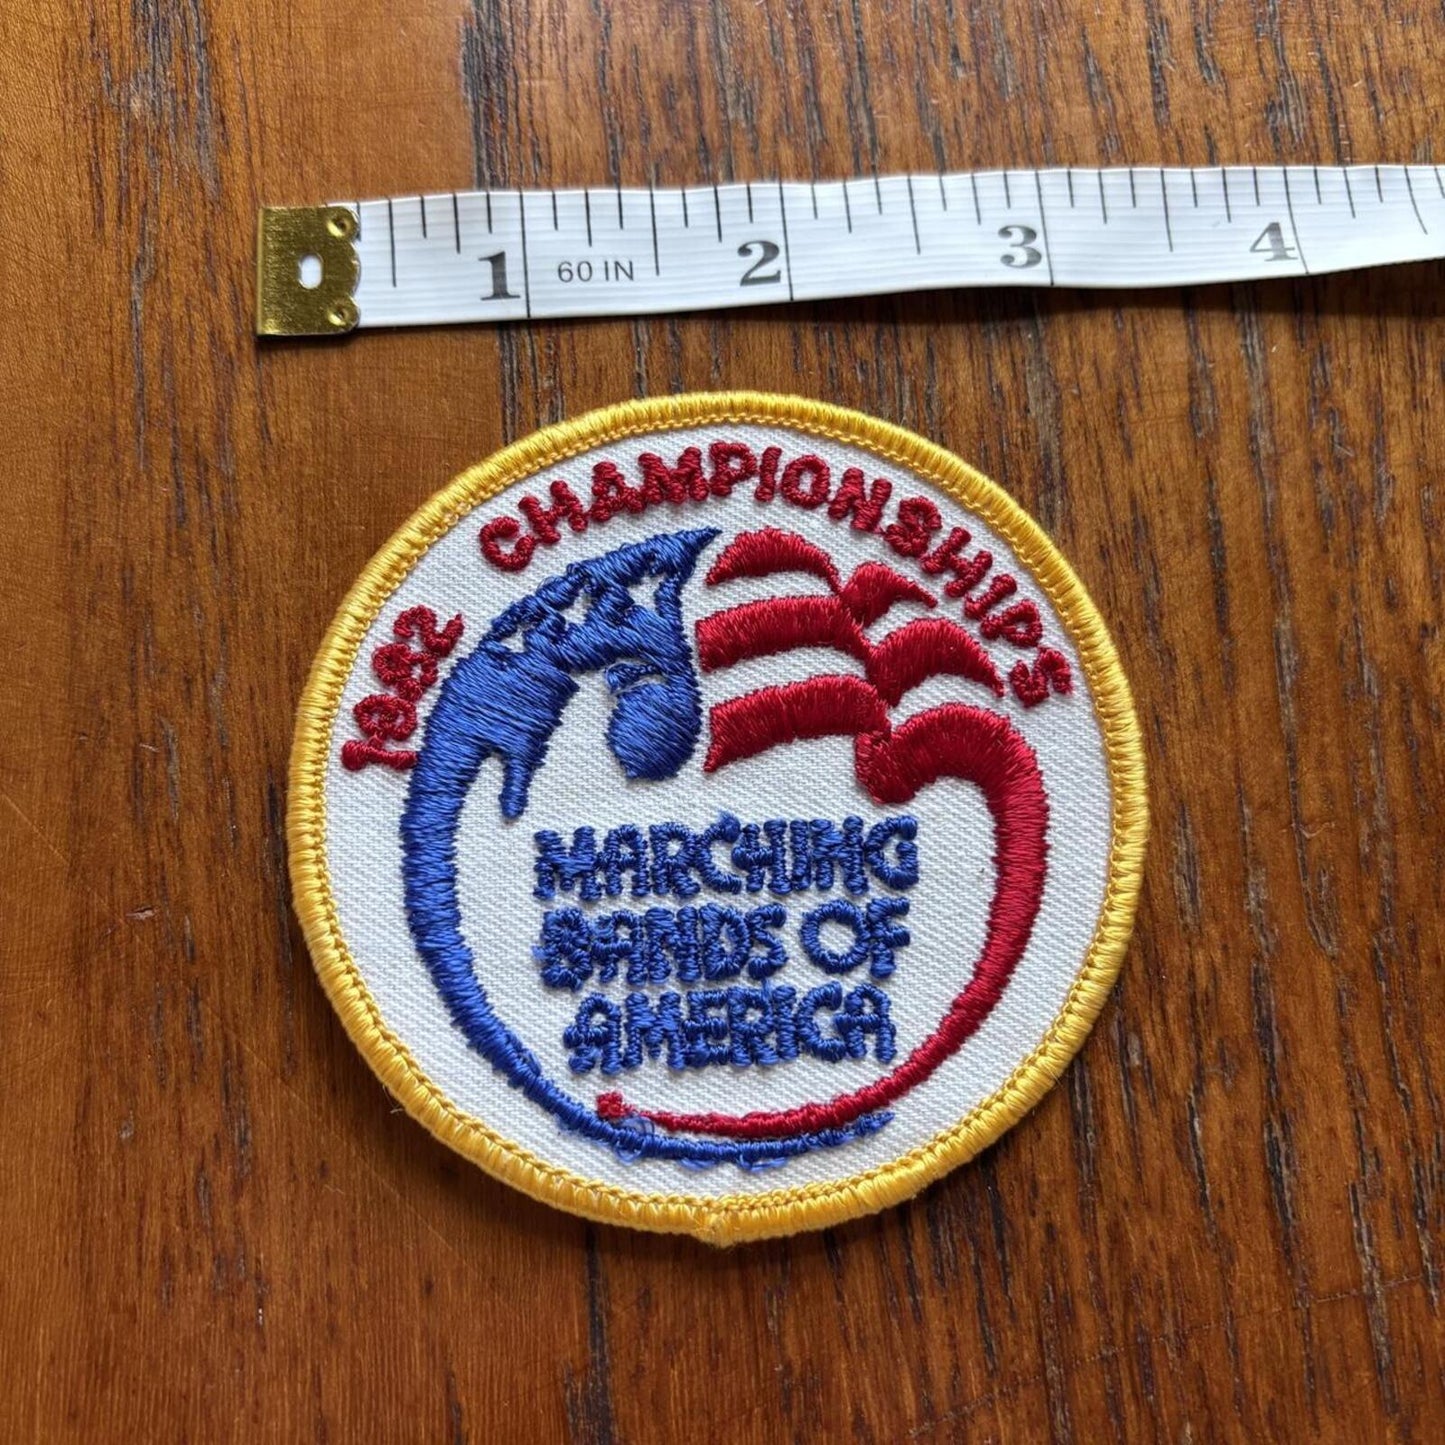 1 60 IN 2 3 4
1982 CHAMPIONSHIPS
MARCHING
BANDS OF
AMERICA